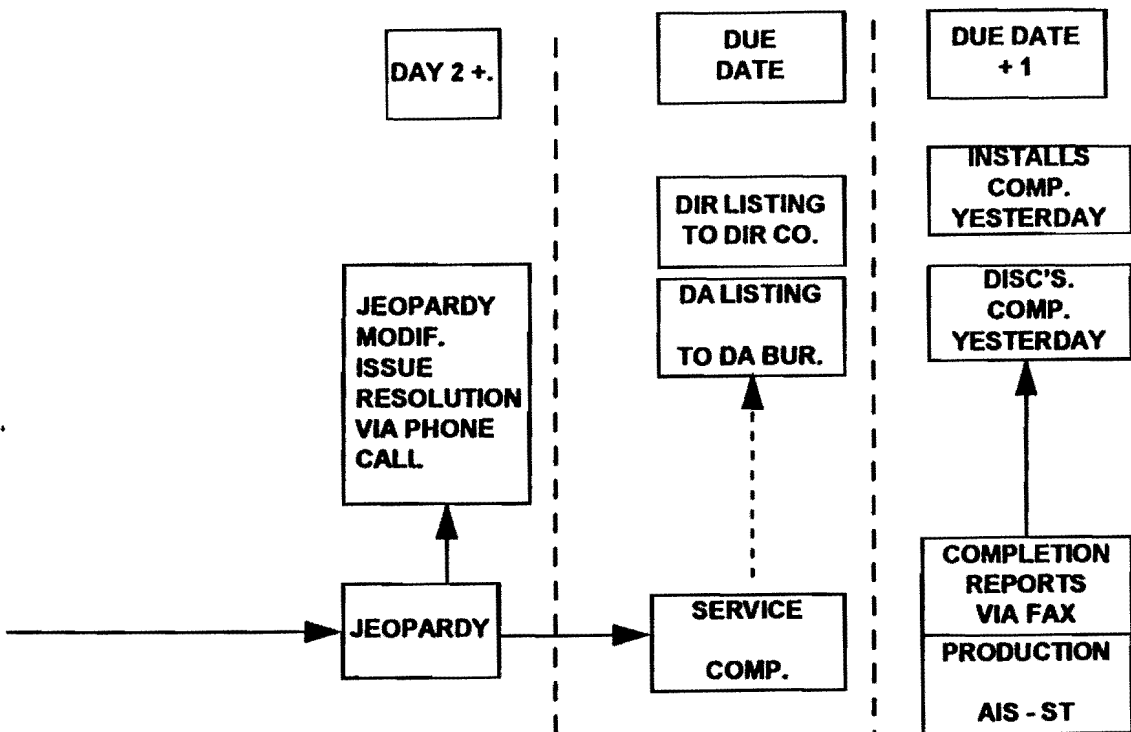 DAY 2 +.
DUE
DATE
DUE DATE
+ 1
DIR LISTING
TO DIR CO.
INSTALLS
COMP.
YESTERDAY
JEOPARDY
MODIF.
ISSUE
RESOLUTION
VIA PHONE
CALL
DA LISTING
TO DA BUR.
DISC'S.
COMP.
YESTERDAY
JEOPARDY
SERVICE
COMP.
COMPLETION
REPORTS
VIA FAX
PRODUCTION
AIS - ST